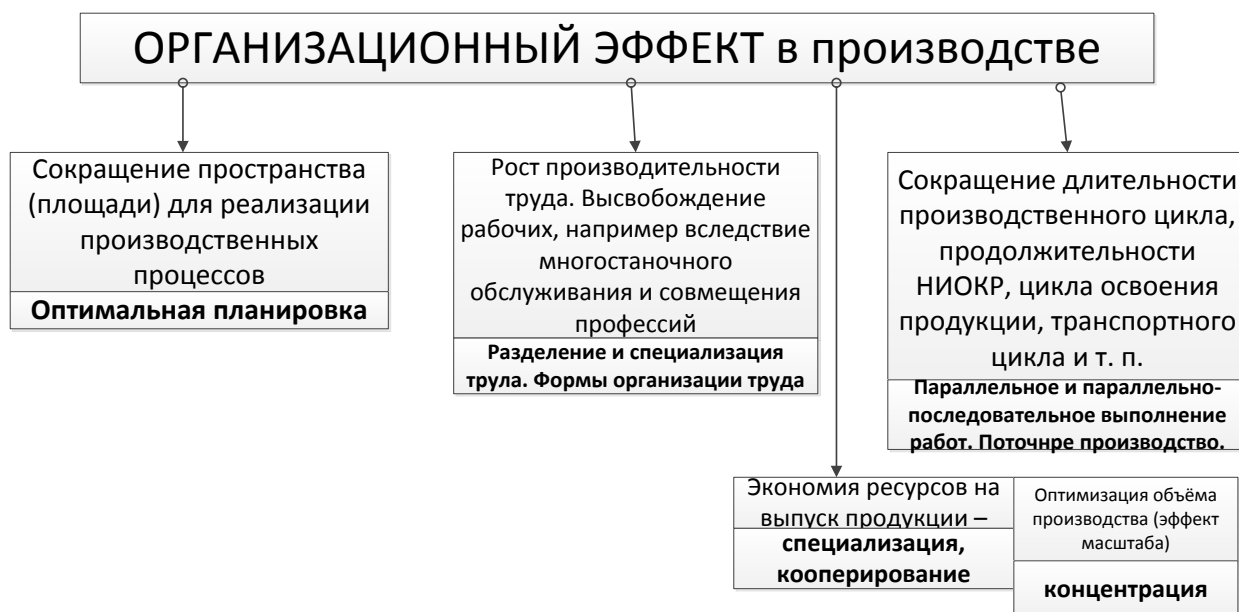 ОРГАНИЗАЦИОННЫЙ ЭФФЕКТ в производстве
Сокращение пространства
(площади) для реализации
производственных
процессов
Оптимальная планировка
Рост производительности
труда. Высвобождение
рабочих, например вследствие
многостаночного
обслуживания и совмещения
профессий
Разделение и специализация
трула. Формы организации труда
Сокращение длительности
производственного цикла,
продолжительности
НИОКР, цикла освоения
продукции, транспортного
цикла и т. п.
Параллельное и параллельно-
последовательное выполнение
работ. Поточнре производство.
Экономия ресурсов на
выпуск продукции –
специализация,
кооперирование
Оптимизация объёма
производства (эффект
масштаба)
концентрация